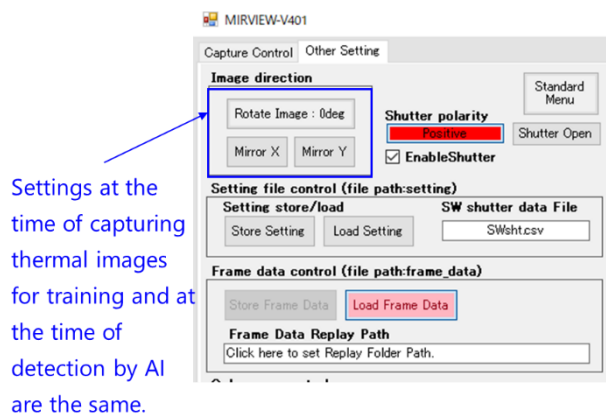 MIRVIEW-V401
Capture Control Other Setting
Image direction
Standard
Menu
Rotate Image : 0deg
Shutter polarity
Positive
Shutter Open
Mirror X Mirror Y
EnableShutter
Settings at the
time of capturing
thermal images
for training and at
the time of
detection by AI
are the same.
Setting file control (file path:setting)
Setting store/load
SW shutter data File
Store Setting Load Setting
SWsht.csv
Frame data control (file path:frame_data)
Store Frame Data Load Frame Data
Frame Data Replay Path
Click here to set Replay Folder Path.